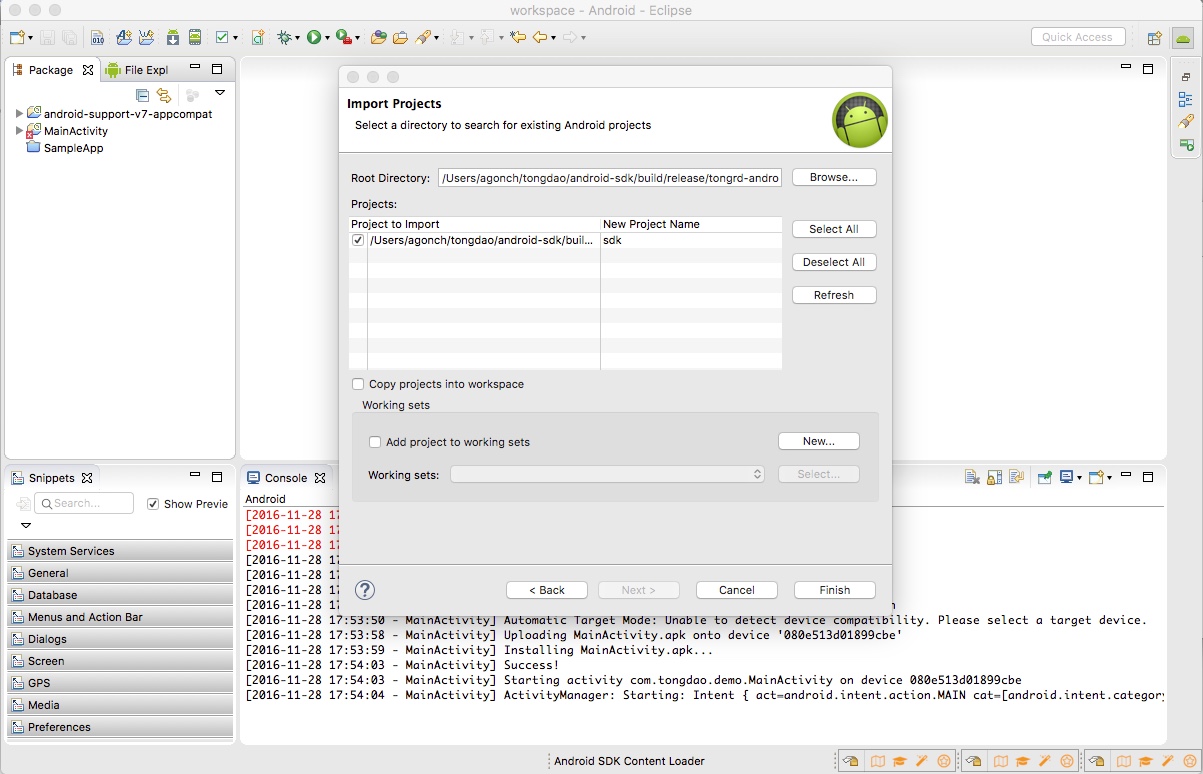 workspace - Android - Eclipse
Quick Access
Package
File Expl
android-support-v7-appcompat
MainActivity
SampleApp
Import Projects
Select a directory to search for existing Android projects
Root Directory: /Users/agonch/tongdao/android-sdk/build/release/tongrd-andro Browse...
Projects:
Project to Import New Project Name
/Users/agonch/tongdao/android-sdk/buil... sdk
Select All
Deselect All
Refresh
Copy projects into workspace
Working sets
Add project to working sets New...
Working sets: Select...
? < Back Next > Cancel Finish
Snippets
Search... Show Previe
System Services
General
Database
Menus and Action Bar
Dialogs
Screen
GPS
Media
Preferences
Console
Android
[2016-11-28 17
[2016-11-28 17
[2016-11-28 17
[2016-11-28 17
[2016-11-28 17
[2016-11-28 17
[2016-11-28 17
[2016-11-28 17:53:50 - MainActivity] Automatic Target Mode: Unable to detect device compatibility. Please select a target device.
[2016-11-28 17:53:58 - MainActivity] Uploading MainActivity.apk onto device '080e513d01899cbe'
[2016-11-28 17:53:59 - MainActivity] Installing MainActivity.apk...
[2016-11-28 17:54:03 - MainActivity] Success!
[2016-11-28 17:54:03 - MainActivity] Starting activity com.tongdao.demo.MainActivity on device 080e513d01899cbe
[2016-11-28 17:54:04 - MainActivity] ActivityManager: Starting: Intent { act=android.intent.action.MAIN cat=[android.intent.category
Android SDK Content Loader